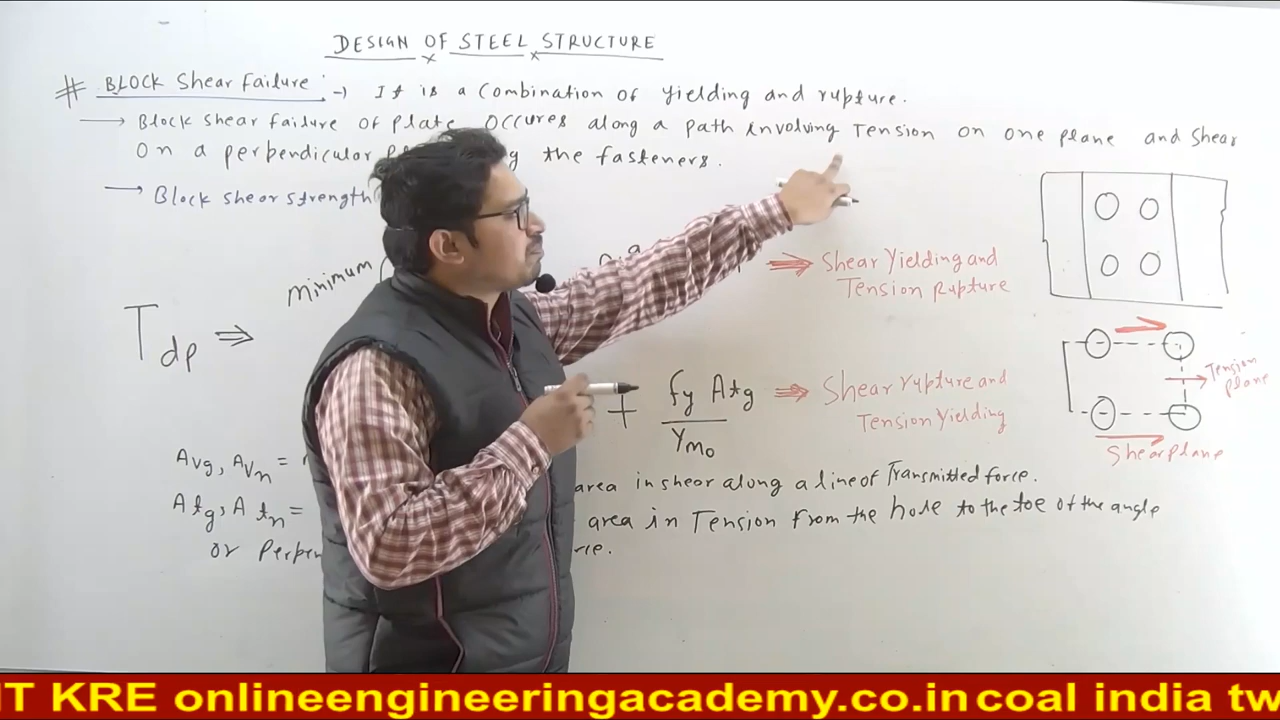 DESIGN OF STEEL STRUCTURE
# BLOCK Shear Failure :-) It is a combination of yielding and rupture.
→ Block shear failure of plate occures along a path involving Tension on one plane and shear
on a perpendicular the fasteners.
→ Block shear strength
minimum
Tdp ⇒
⇒ Shear Yielding and
Tension Rupture
+ fy Atg / γm0 ⇒ Shear rupture and
Tension Yielding
Tension
plane
Shear plane
Avg, Avn = area in shear along a line of Transmitted force.
Atg, Atn = area in Tension from the hole to the toe of the angle
or
IT KRE onlineengineeringacademy.co.in coal india tw